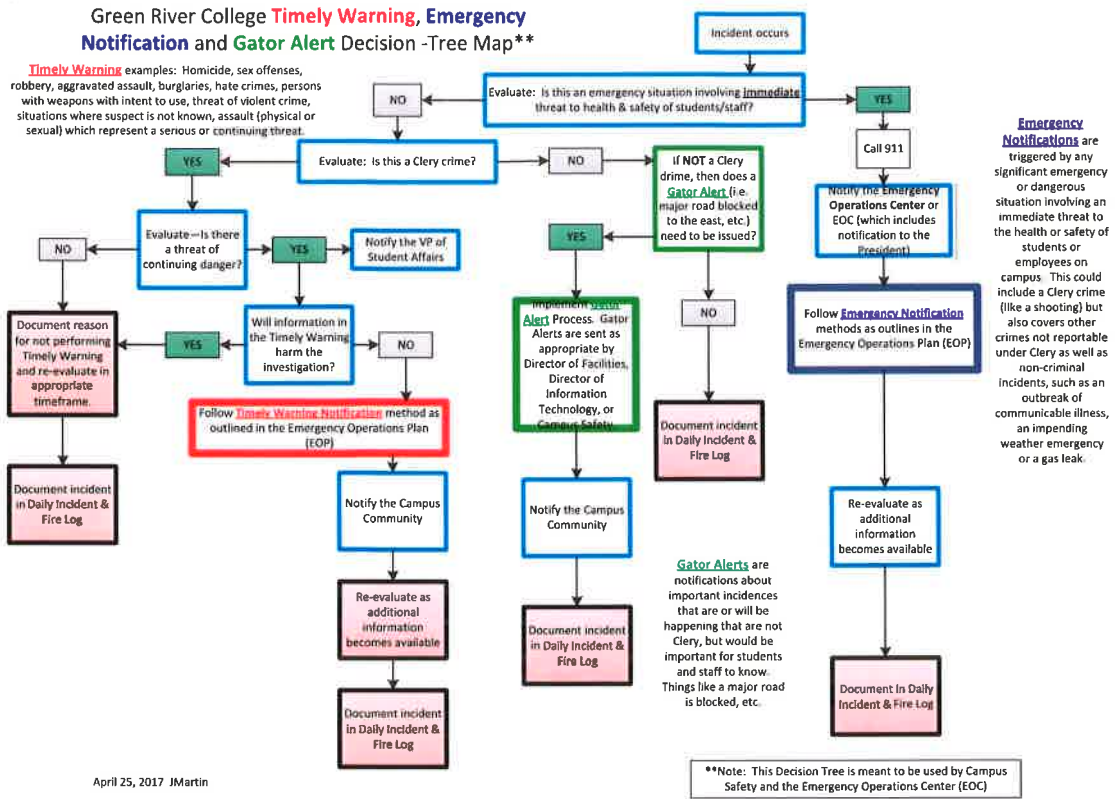 Green River College Timely Warning, Emergency
Notification and Gator Alert Decision -Tree Map**
Timely Warning examples: Homicide, sex offenses,
robbery, aggravated assault, burglaries, hate crimes, persons
with weapons with intent to use, threat of violent crime,
situations where suspect is not known, assault (physical or
sexual) which represent a serious or continuing threat.
Incident occurs
Evaluate: Is this an emergency situation involving immediate
threat to health & safety of students/staff?
NO
YES
Call 911
Notify the Emergency
Operations Center or
EOC (which includes
notification to the
President)
Follow Emergency Notification
methods as outlines in the
Emergency Operations Plan (EOP)
Re-evaluate as
additional
information
becomes available
Document in Daily
Incident & Fire Log
Emergency
Notifications are
triggered by any
significant emergency
or dangerous
situation involving an
immediate threat to
the health or safety of
students or
employees on
campus. This could
include a Clery crime
(like a shooting) but
also covers other
crimes not reportable
under Clery as well as
non-criminal
incidents, such as an
outbreak of
communicable illness,
an impending
weather emergency
or a gas leak.
Evaluate: Is this a Clery crime?
YES
NO
If NOT a Clery
crime, then does a
Gator Alert (i.e.
major road blocked
to the east, etc.)
need to be issued?
YES
NO
Implement Gator
Alert Process. Gator
Alerts are sent as
appropriate by
Director of Facilities,
Director of
Information
Technology, or
Campus Safety
Document incident
in Daily Incident &
Fire Log
Notify the Campus
Community
Document incident
in Daily Incident &
Fire Log
Gator Alerts are
notifications about
important incidences
that are or will be
happening that are not
Clery, but would be
important for students
and staff to know.
Things like a major road
is blocked, etc.
Evaluate—Is there
a threat of
continuing danger?
NO
YES
Notify the VP of
Student Affairs
Will information in
the Timely Warning
harm the
investigation?
YES
NO
Document reason
for not performing
Timely Warning
and re-evaluate in
appropriate
timeframe.
Document incident
in Daily Incident &
Fire Log
Follow Timely Warning Notification method as
outlined in the Emergency Operations Plan
(EOP)
Notify the Campus
Community
Re-evaluate as
additional
information
becomes available
Document incident
in Daily Incident &
Fire Log
April 25, 2017 JMartin
**Note: This Decision Tree is meant to be used by Campus
Safety and the Emergency Operations Center (EOC)